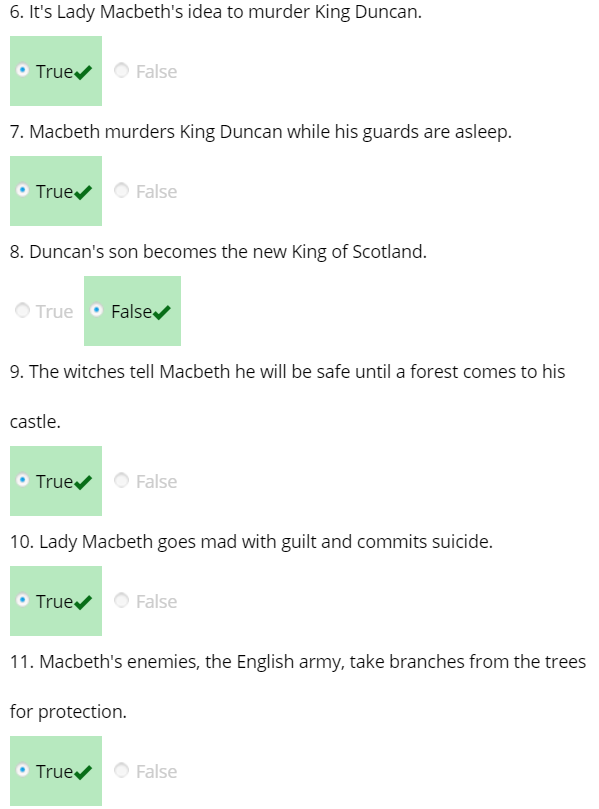 6. It's Lady Macbeth's idea to murder King Duncan.
True False
7. Macbeth murders King Duncan while his guards are asleep.
True False
8. Duncan's son becomes the new King of Scotland.
True False
9. The witches tell Macbeth he will be safe until a forest comes to his
castle.
True False
10. Lady Macbeth goes mad with guilt and commits suicide.
True False
11. Macbeth's enemies, the English army, take branches from the trees
for protection.
True False